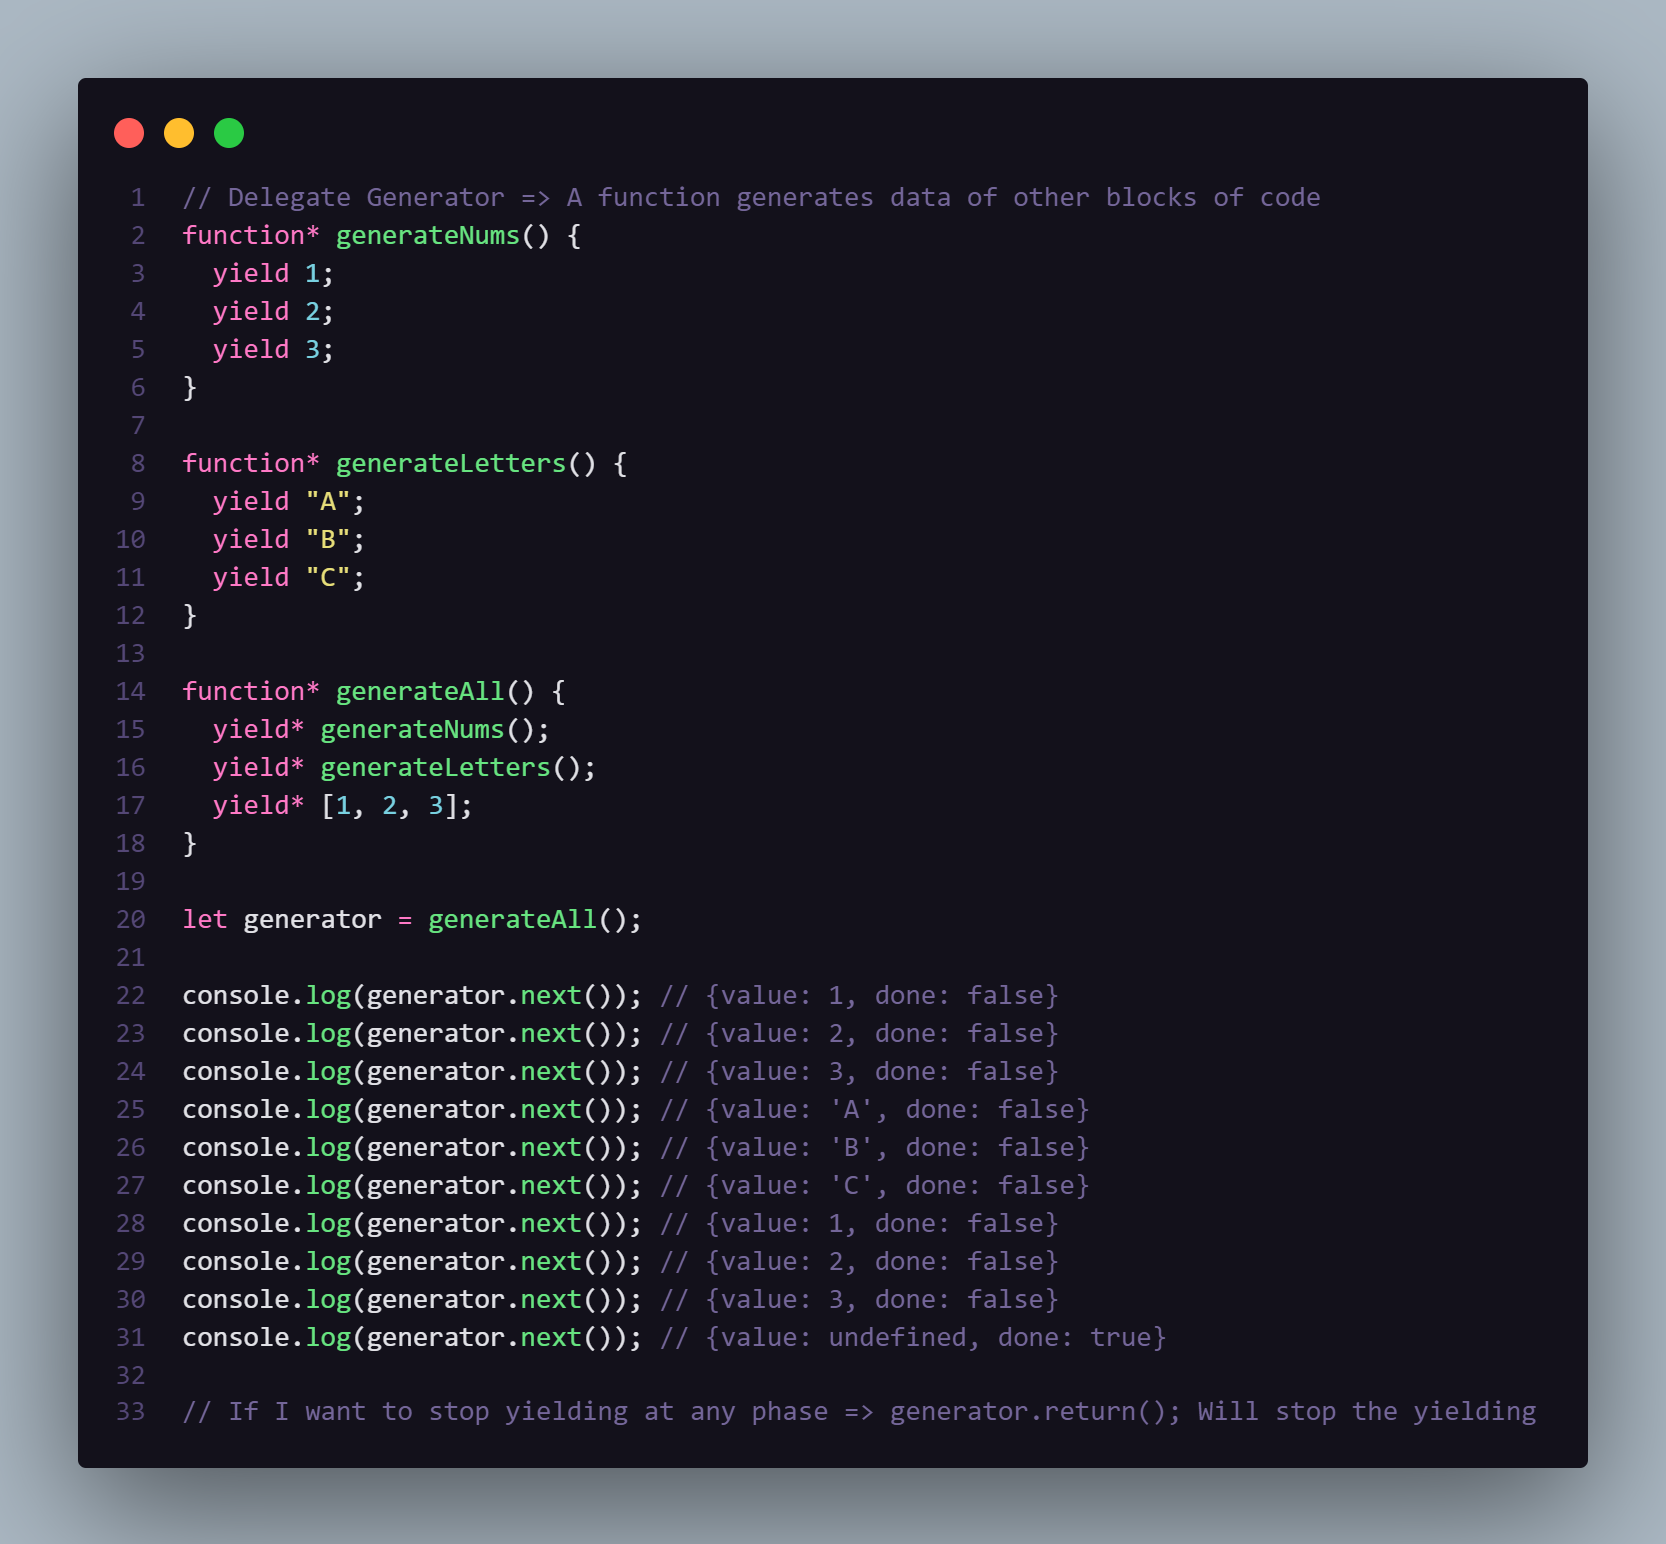 1 // Delegate Generator => A function generates data of other blocks of code
2 function* generateNums() {
3   yield 1;
4   yield 2;
5   yield 3;
6 }
7
8 function* generateLetters() {
9   yield "A";
10   yield "B";
11   yield "C";
12 }
13
14 function* generateAll() {
15   yield* generateNums();
16   yield* generateLetters();
17   yield* [1, 2, 3];
18 }
19
20 let generator = generateAll();
21
22 console.log(generator.next()); // {value: 1, done: false}
23 console.log(generator.next()); // {value: 2, done: false}
24 console.log(generator.next()); // {value: 3, done: false}
25 console.log(generator.next()); // {value: 'A', done: false}
26 console.log(generator.next()); // {value: 'B', done: false}
27 console.log(generator.next()); // {value: 'C', done: false}
28 console.log(generator.next()); // {value: 1, done: false}
29 console.log(generator.next()); // {value: 2, done: false}
30 console.log(generator.next()); // {value: 3, done: false}
31 console.log(generator.next()); // {value: undefined, done: true}
32
33 // If I want to stop yielding at any phase => generator.return(); Will stop the yielding